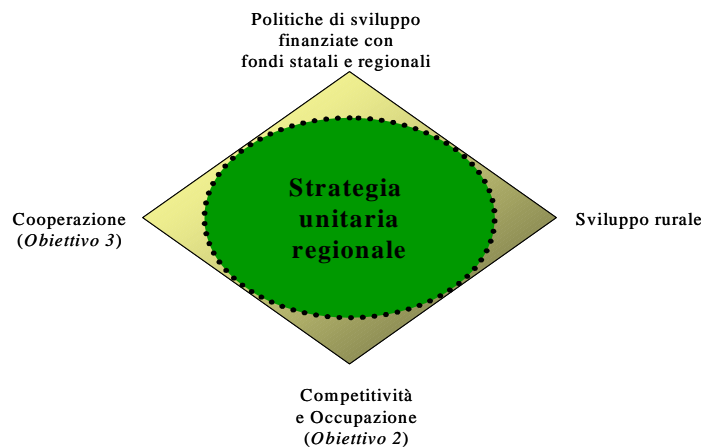 Politiche di sviluppo
finanziate con
fondi statali e regionali
Strategia
unitaria
regionale
Cooperazione
(Obiettivo 3)
Sviluppo rurale
Competitività
e Occupazione
(Obiettivo 2)